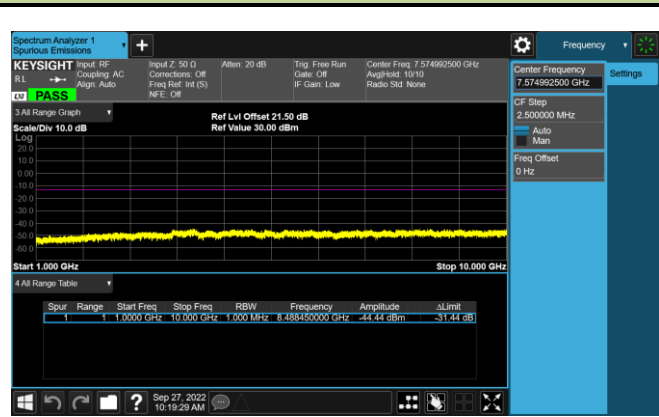 Spectrum Analyzer 1
Spurious Emissions
Frequency
KEYSIGHT
RL
PASS
Input: RF
Coupling: AC
Align: Auto
Input Z: 50 Ω
Corrections: Off
Freq Ref: Int (S)
NFE: Off
Atten: 20 dB
Trig: Free Run
Gate: Off
IF Gain: Low
Center Freq: 7.574992500 GHz
Avg|Hold: 10/10
Radio Std: None
Center Frequency
7.574992500 GHz
Settings
CF Step
2.500000 MHz
Auto
Man
Freq Offset
0 Hz
3 All Range Graph
Scale/Div 10.0 dB
Ref Lvl Offset 21.50 dB
Ref Value 30.00 dBm
Log
20.0
10.0
0.00
-10.0
-20.0
-30.0
-40.0
-50.0
-60.0
Start 1.000 GHz
Stop 10.000 GHz
4 All Range Table
Spur Range Start Freq Stop Freq RBW Frequency Amplitude ΔLimit
1 1 1.0000 GHz 10.000 GHz 1.000 MHz 8.488450000 GHz -44.44 dBm -31.44 dB
?
Sep 27, 2022
10:19:29 AM